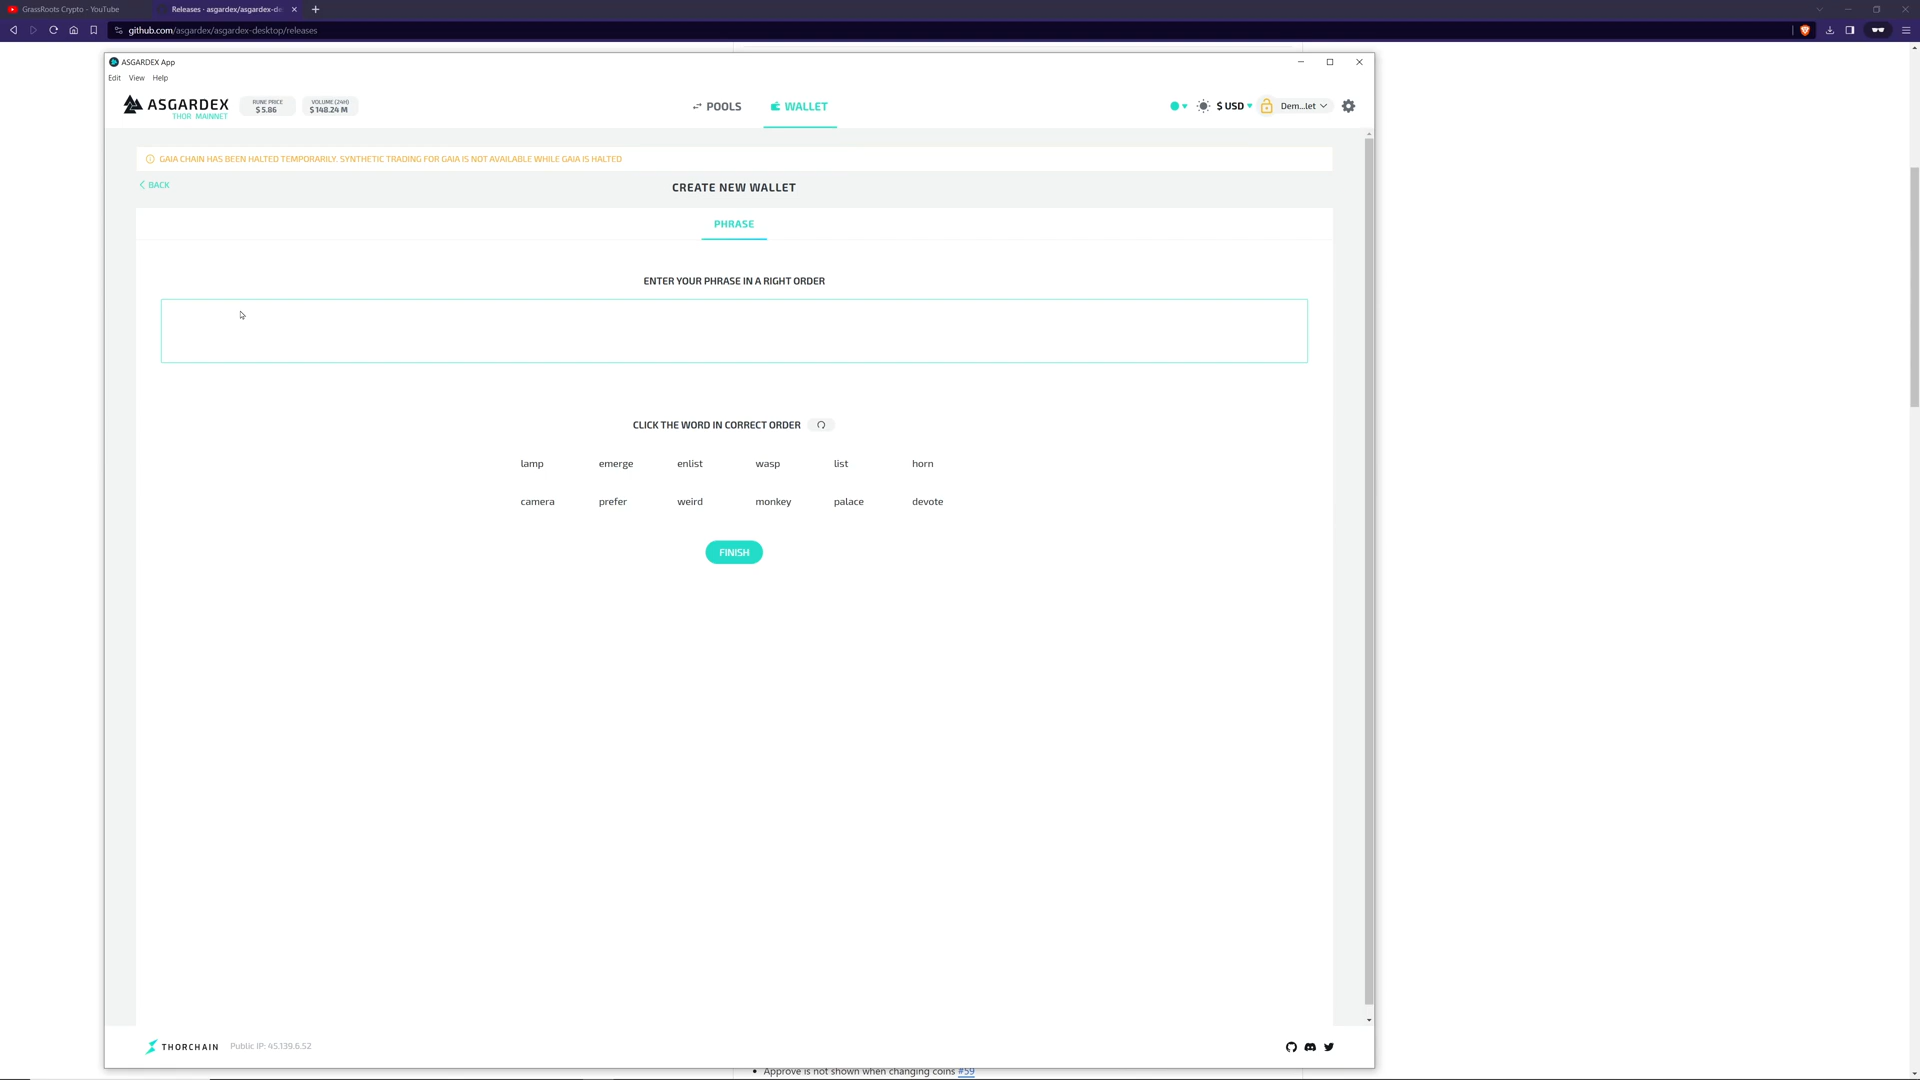 GrassRoots Crypto - YouTube
Releases · asgardex/asgardex-de
github.com/asgardex/asgardex-desktop/releases
ASGARDEX App
Edit View Help
ASGARDEX
THOR MAINNET
RUNE PRICE
$ 5.86
VOLUME (24H)
$ 148.24 M
POOLS
WALLET
$ USD
Dem...let
GAIA CHAIN HAS BEEN HALTED TEMPORARILY. SYNTHETIC TRADING FOR GAIA IS NOT AVAILABLE WHILE GAIA IS HALTED
BACK
CREATE NEW WALLET
PHRASE
ENTER YOUR PHRASE IN A RIGHT ORDER
CLICK THE WORD IN CORRECT ORDER
lamp emerge enlist wasp list horn
camera prefer weird monkey palace devote
FINISH
THORCHAIN
Public IP: 45.139.6.52
Approve is not shown when changing coins #59